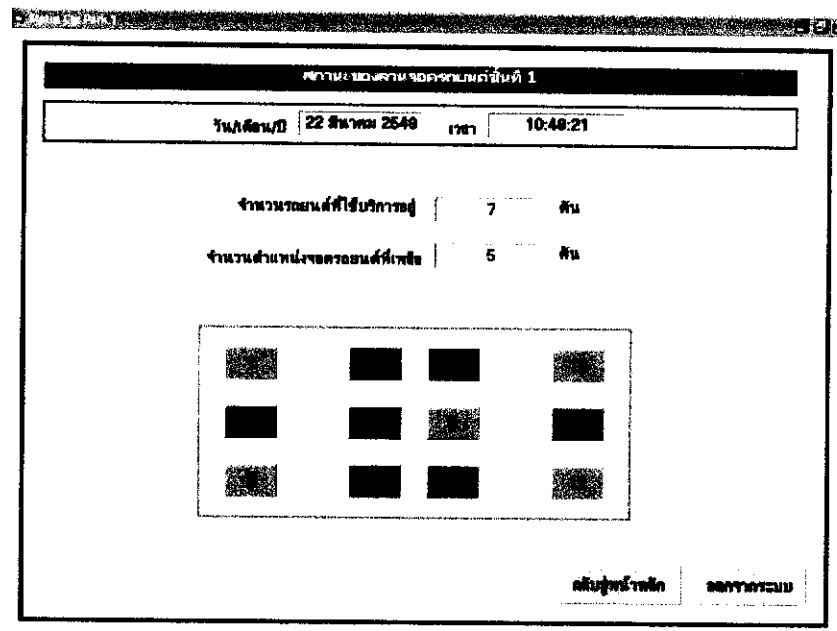 สถานะของลานจอดรถยนต์ชั้นที่ 1
วัน/เดือน/ปี 22 มีนาคม 2549 เวลา 10:48:21
จำนวนรถยนต์ที่ใช้บริการอยู่ 7 คัน
จำนวนตำแหน่งจอดรถยนต์ที่เหลือ 5 คัน
กลับสู่หน้าหลัก ออกจากระบบ